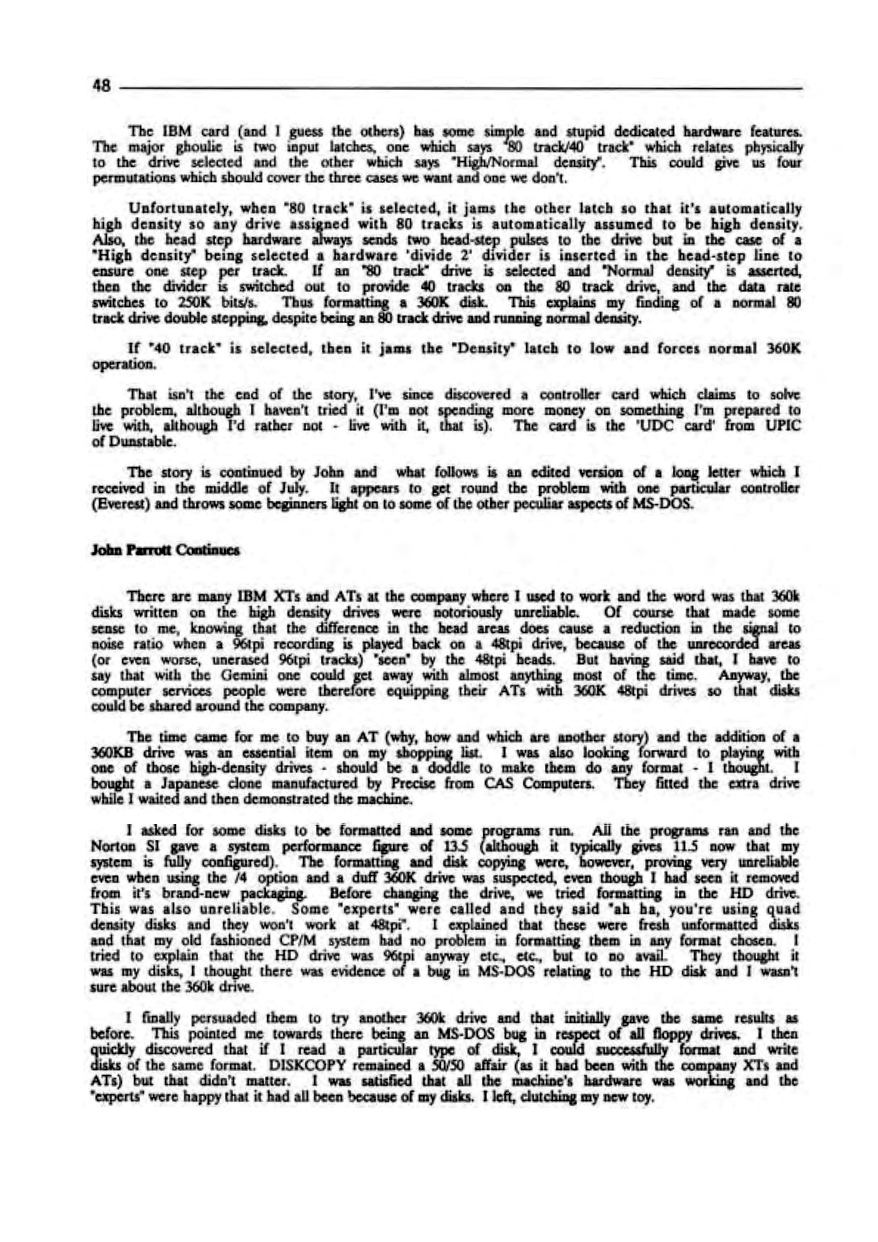 48
The IBM card (and I guess the others) has some simple and stupid dedicated hardware features.
The major ghoulie is two input latches, one which says "80 track/40 track" which relates physically
to the drive selected and the other which says "High/Normal density". This could give us four
permutations which should cover the three cases we want and one we don't.
Unfortunately, when "80 track" is selected, it jams the other latch so that it's automatically
high density so any drive assigned with 80 tracks is automatically assumed to be high density.
Also, the head step hardware always sends two head-step pulses to the drive but in the case of a
"High density" being selected a hardware 'divide 2' divider is inserted in the head-step line to
ensure one step per track. If an "80 track" drive is selected and "Normal density" is asserted,
then the divider is switched out to provide 40 tracks on the 80 track drive, and the data rate
switches to 250K bits/s. Thus formatting a 360K disk. This explains my finding of a normal 80
track drive double stepping, despite being an 80 track drive and running normal density.
If "40 track" is selected, then it jams the "Density" latch to low and forces normal 360K
operation.
That isn't the end of the story, I've since discovered a controller card which claims to solve
the problem, although I haven't tried it (I'm not spending more money on something I'm prepared to
live with, although I'd rather not - live with it, that is). The card is the 'UDC card' from UPIC
of Dunstable.
The story is continued by John and what follows is an edited version of a long letter which I
received in the middle of July. It appears to get round the problem with one particular controller
(Everest) and throws some beginners light on to some of the other peculiar aspects of MS-DOS.
John Parrott Continues
There are many IBM XTs and ATs at the company where I used to work and the word was that 360k
disks written on the high density drives were notoriously unreliable. Of course that made some
sense to me, knowing that the difference in the head areas does cause a reduction in the signal to
noise ratio when a 96tpi recording is played back on a 48tpi drive, because of the unrecorded areas
(or even worse, unerased 96tpi tracks) "seen" by the 48tpi heads. But having said that, I have to
say that with the Gemini one could get away with almost anything most of the time. Anyway, the
computer services people were therefore equipping their ATs with 360K 48tpi drives so that disks
could be shared around the company.
The time came for me to buy an AT (why, how and which are another story) and the addition of a
360KB drive was an essential item on my shopping list. I was also looking forward to playing with
one of those high-density drives - should be a doddle to make them do any format - I thought. I
bought a Japanese clone manufactured by Precise from CAS Computers. They fitted the extra drive
while I waited and then demonstrated the machine.
I asked for some disks to be formatted and some programs run. All the programs ran and the
Norton SI gave a system performance figure of 13.5 (although it typically gives 11.5 now that my
system is fully configured). The formatting and disk copying were, however, proving very unreliable
even when using the /4 option and a duff 360K drive was suspected, even though I had seen it removed
from it's brand-new packaging. Before changing the drive, we tried formatting in the HD drive.
This was also unreliable. Some "experts" were called and they said "ah ha, you're using quad
density disks and they won't work at 48tpi". I explained that these were fresh unformatted disks
and that my old fashioned CP/M system had no problem in formatting them in any format chosen. I
tried to explain that the HD drive was 96tpi anyway etc., etc., but to no avail. They thought it
was my disks, I thought there was evidence of a bug in MS-DOS relating to the HD disk and I wasn't
sure about the 360k drive.
I finally persuaded them to try another 360k drive and that initially gave the same results as
before. This pointed me towards there being an MS-DOS bug in respect of all floppy drives. I then
quickly discovered that if I read a particular type of disk, I could successfully format and write
disks of the same format. DISKCOPY remained a 50/50 affair (as it had been with the company XTs and
ATs) but that didn't matter. I was satisfied that all the machine's hardware was working and the
"experts" were happy that it had all been because of my disks. I left, clutching my new toy.